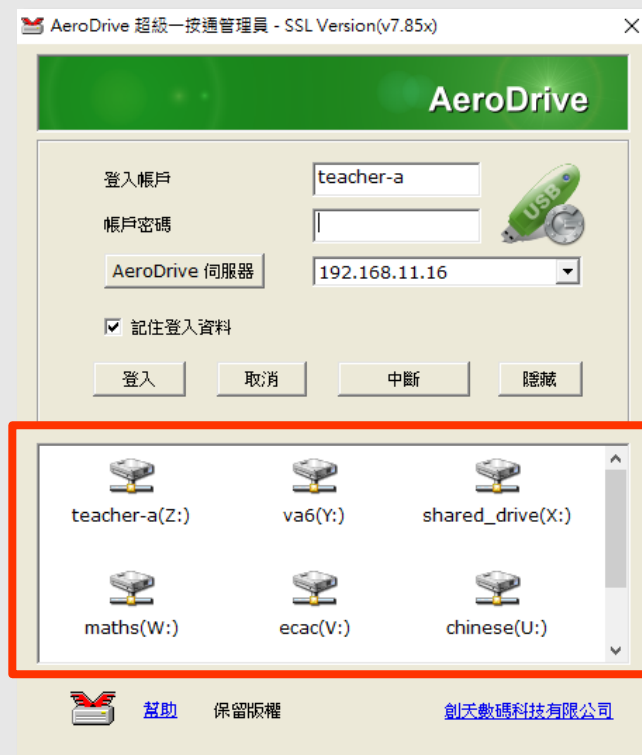 AeroDrive 超級一按通管理員 - SSL Version(v7.85x)
AeroDrive
登入帳戶 teacher-a
帳戶密碼
USB
AeroDrive 伺服器 192.168.11.16
記住登入資料
登入 取消 中斷 隱藏
teacher-a(Z:) va6(Y:) shared_drive(X:)
maths(W:) ecac(V:) chinese(U:)
幫助 保留版權 創天數碼科技有限公司